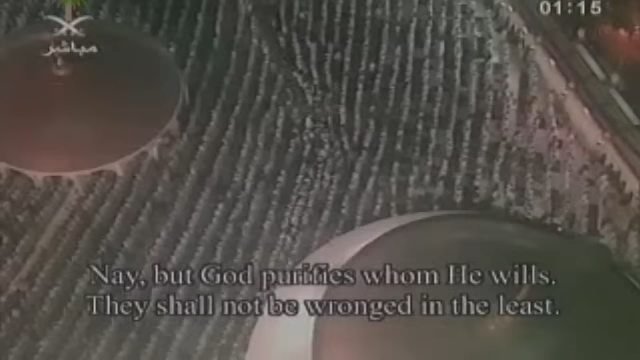 مباشر
01:15
Nay, but God purifies whom He wills.
They shall not be wronged in the least.